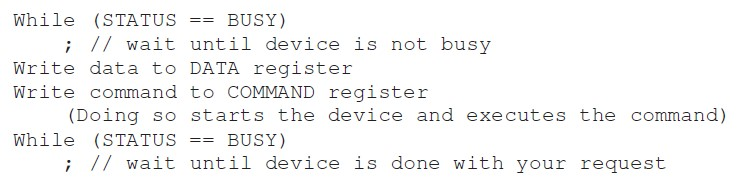 While (STATUS == BUSY)
    ; // wait until device is not busy
Write data to DATA register
Write command to COMMAND register
    (Doing so starts the device and executes the command)
While (STATUS == BUSY)
    ; // wait until device is done with your request